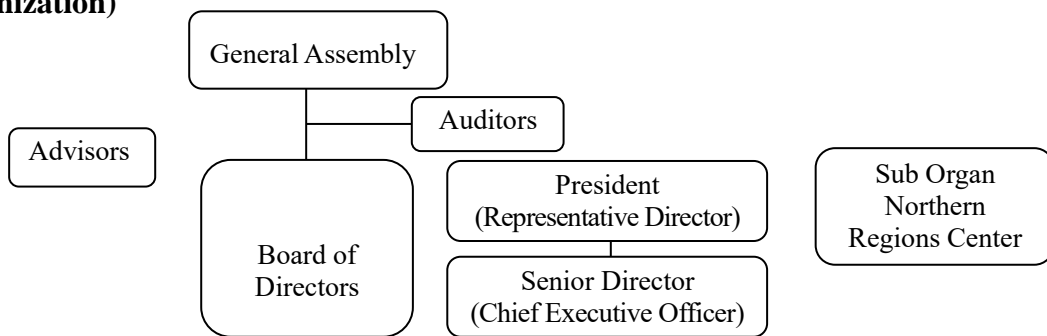 nization)
General Assembly
Auditors
Advisors
President
(Representative Director)
Sub Organ
Northern
Regions Center
Board of
Directors
Senior Director
(Chief Executive Officer)